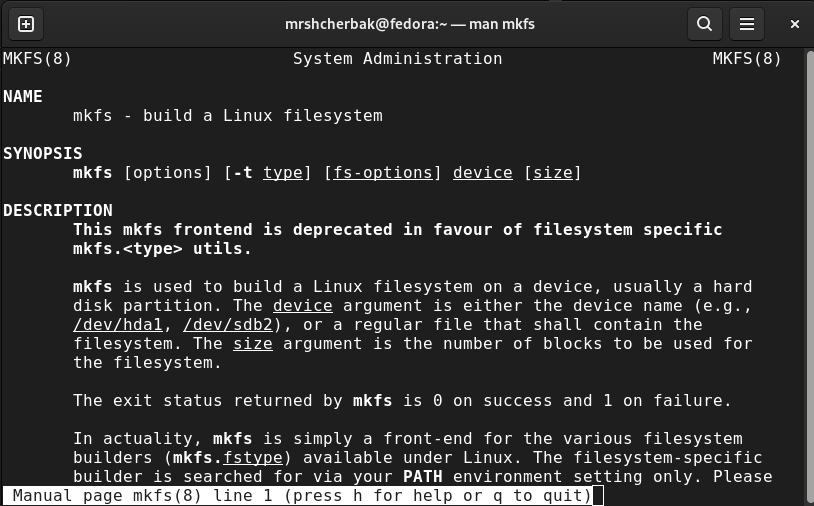 mrshcherbak@fedora:~ — man mkfs
MKFS(8) System Administration MKFS(8)
NAME
mkfs - build a Linux filesystem
SYNOPSIS
mkfs [options] [-t type] [fs-options] device [size]
DESCRIPTION
This mkfs frontend is deprecated in favour of filesystem specific
mkfs.<type> utils.
mkfs is used to build a Linux filesystem on a device, usually a hard
disk partition. The device argument is either the device name (e.g.,
/dev/hda1, /dev/sdb2), or a regular file that shall contain the
filesystem. The size argument is the number of blocks to be used for
the filesystem.
The exit status returned by mkfs is 0 on success and 1 on failure.
In actuality, mkfs is simply a front-end for the various filesystem
builders (mkfs.fstype) available under Linux. The filesystem-specific
builder is searched for via your PATH environment setting only. Please
Manual page mkfs(8) line 1 (press h for help or q to quit)